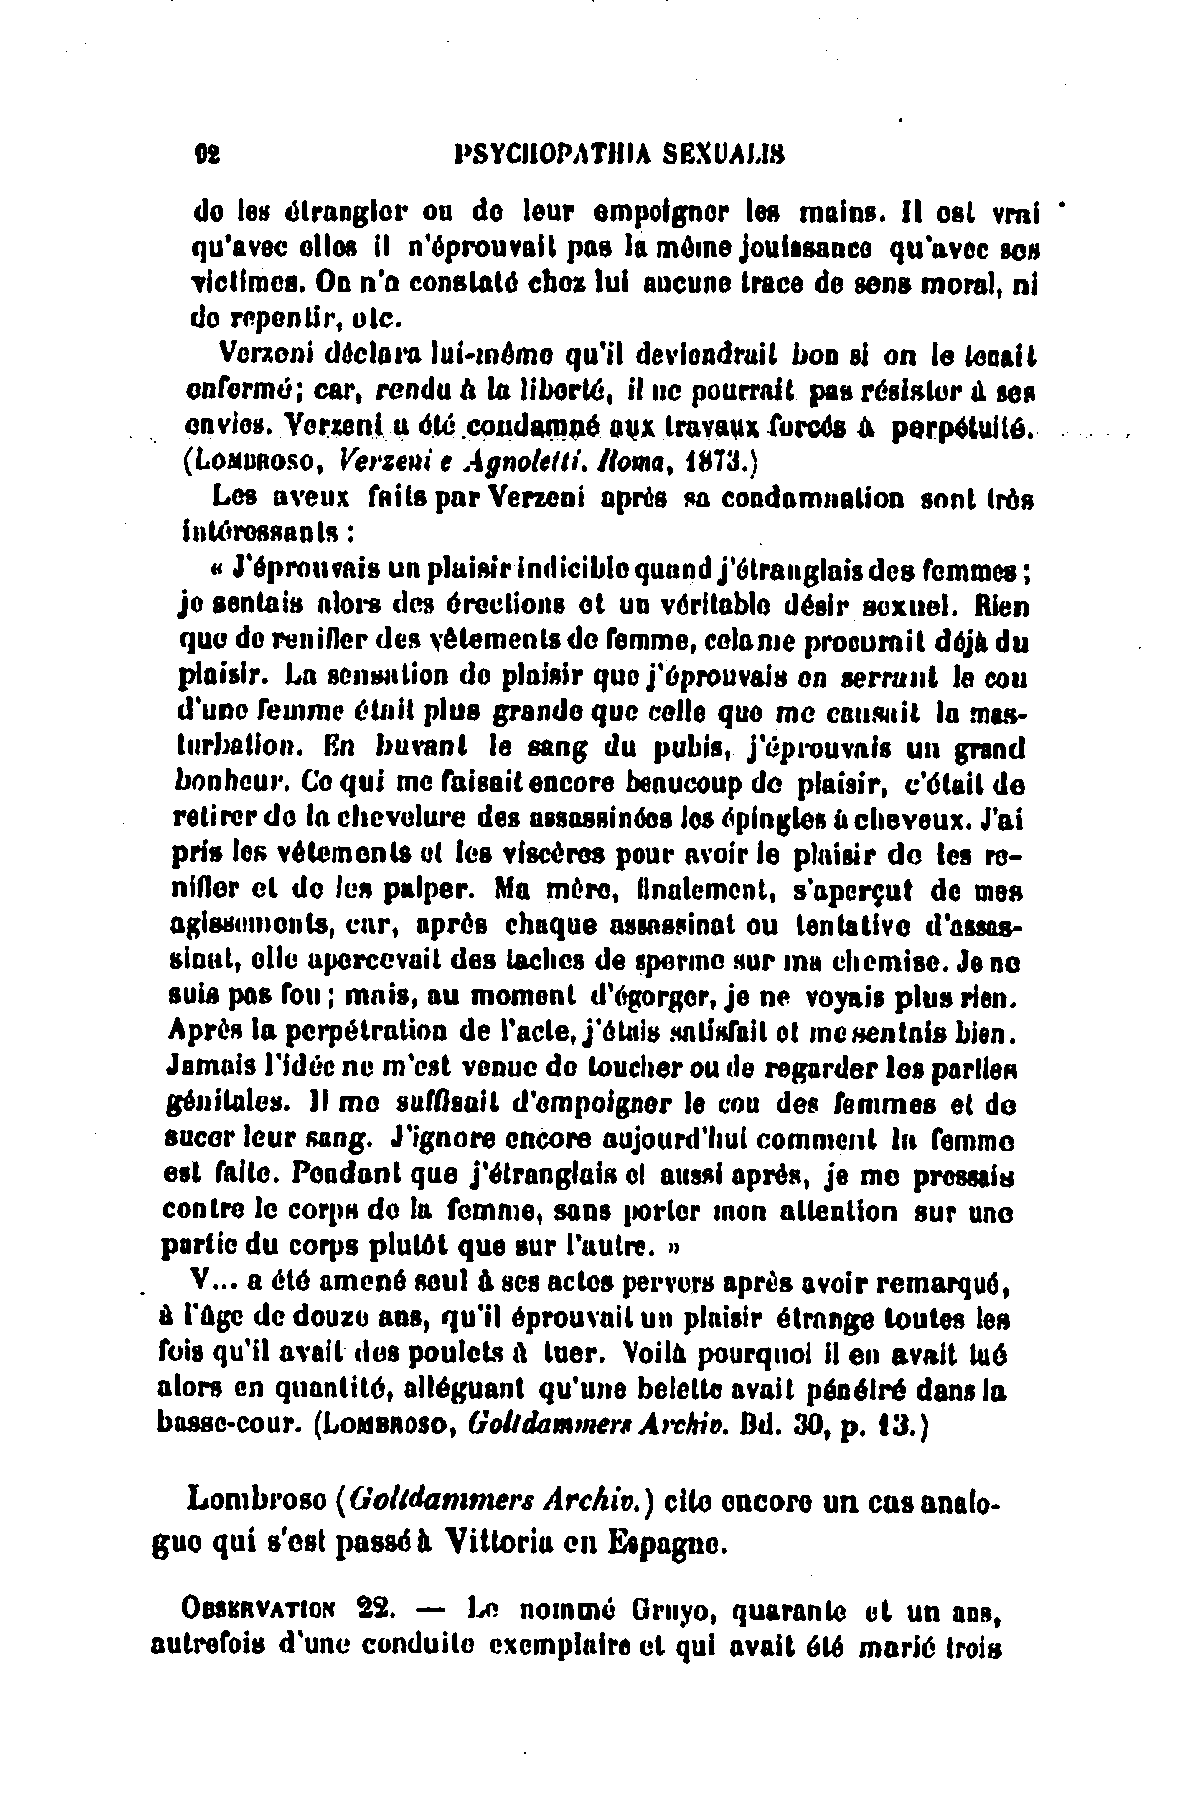 92 PSYCHOPATHIA SEXUALIS
de les étrangler ou de leur empoigner les mains. Il est vrai
qu'avec elles il n'éprouvait pas la même jouissance qu'avec ses
victimes. On n'a constaté chez lui aucune trace de sens moral, ni
de repentir, etc.
Verzeni déclara lui-même qu'il deviendrait bon si on le tenait
enfermé; car, rendu à la liberté, il ne pourrait pas résister à ses
envies. Verzeni a été condamné aux travaux forcés à perpétuité.
(LOMBROSO, Verzeni e Agnoletti. Roma, 1873.)
Les aveux faits par Verzeni après sa condamnation sont très
intéressants :
« J'éprouvais un plaisir indicible quand j'étranglais des femmes ;
je sentais alors des érections et un véritable désir sexuel. Rien
que de renifler des vêtements de femme, cela me procurait déjà du
plaisir. La sensation de plaisir que j'éprouvais en serrant le cou
d'une femme était plus grande que celle que me causait la mas-
turbation. En buvant le sang du pubis, j'éprouvais un grand
bonheur. Ce qui me faisait encore beaucoup de plaisir, c'était de
retirer de la chevelure des assassinées les épingles à cheveux. J'ai
pris les vêtements et les viscères pour avoir le plaisir de les re-
nifler et de les palper. Ma mère, finalement, s'aperçut de mes
agissements, car, après chaque assassinat ou tentative d'assas-
sinat, elle apercevait des taches de sperme sur ma chemise. Je ne
suis pas fou ; mais, au moment d'égorger, je ne voyais plus rien.
Après la perpétration de l'acte, j'étais satisfait et me sentais bien.
Jamais l'idée ne m'est venue de toucher ou de regarder les parties
génitales. Il me suffisait d'empoigner le cou des femmes et de
sucer leur sang. J'ignore encore aujourd'hui comment la femme
est faite. Pendant que j'étranglais et aussi après, je me pressais
contre le corps de la femme, sans porter mon attention sur une
partie du corps plutôt que sur l'autre. »
V... a été amené seul à ses actes pervers après avoir remarqué,
à l'âge de douze ans, qu'il éprouvait un plaisir étrange toutes les
fois qu'il avait des poulets à tuer. Voilà pourquoi il en avait tué
alors en quantité, alléguant qu'une belette avait pénétré dans la
basse-cour. (LOMBROSO, Goltdammers Archiv. Bd. 30, p. 13.)
Lombroso (Goltdammers Archiv.) cite encore un cas analo-
gue qui s'est passé à Vittoria en Espagne.
OBSERVATION 22. — Le nommé Gruyo, quarante et un ans,
autrefois d'une conduite exemplaire et qui avait été marié trois